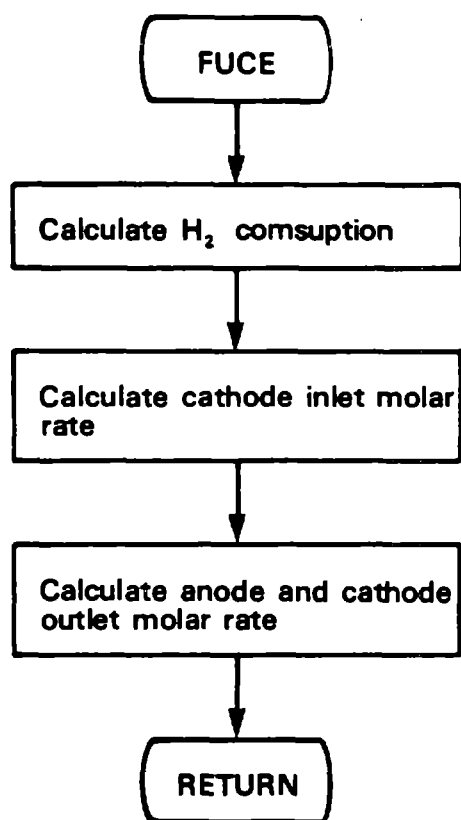 FUCE
Calculate H₂ comsuption
Calculate cathode inlet molar
rate
Calculate anode and cathode
outlet molar rate
RETURN